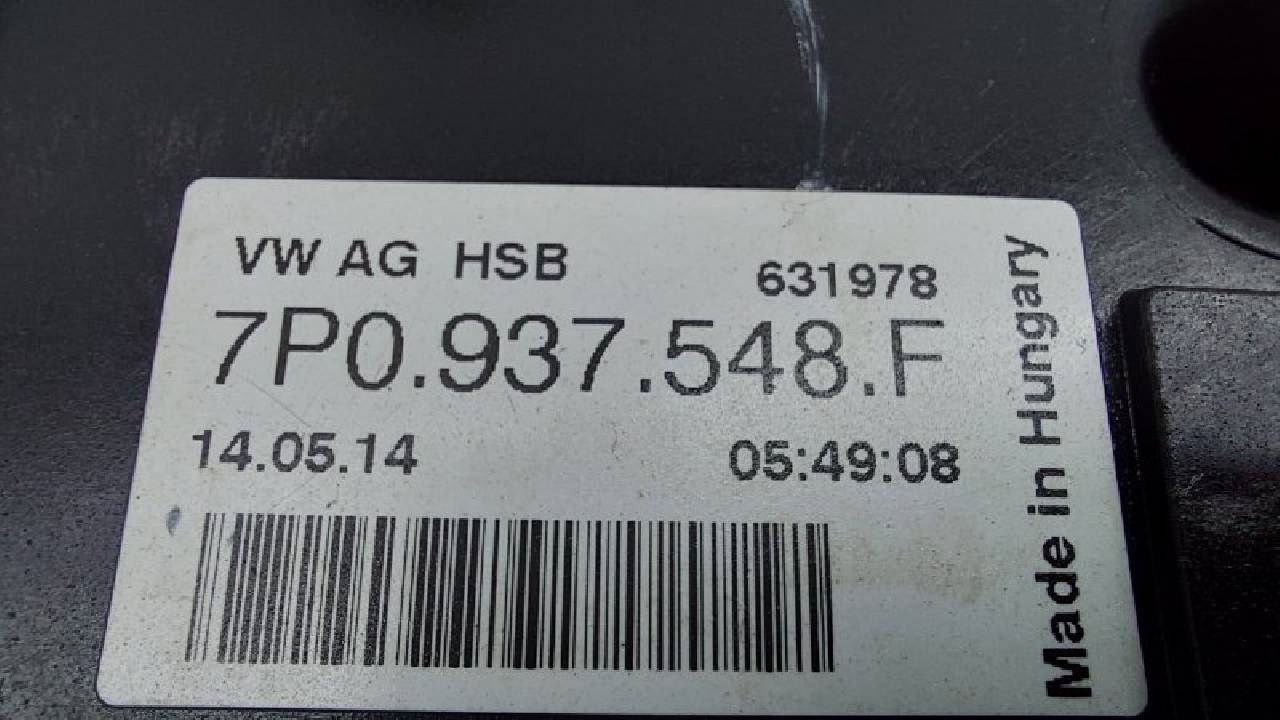 VW AG HSB
631978
7P0.937.548.F
14.05.14
05:49:08
Made in Hungary